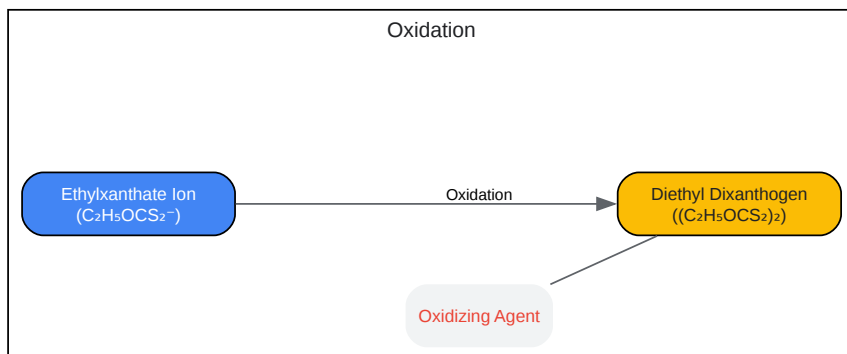 Oxidation
Ethylxanthate Ion
(C₂H₅OCS₂⁻)
Oxidation
Diethyl Dixanthogen
((C₂H₅OCS₂)₂)
Oxidizing Agent